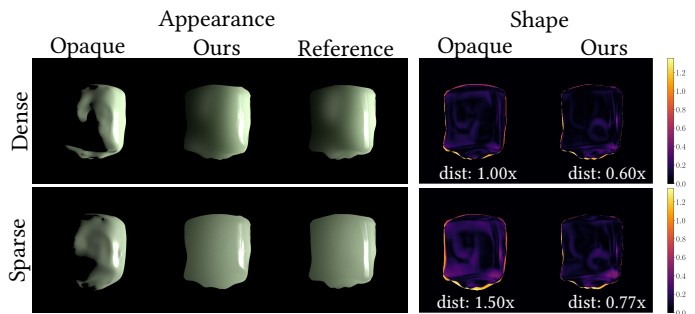 Appearance
Shape
Opaque
Ours
Reference
Opaque
Ours
Dense
dist: 1.00x
dist: 0.60x
1.2
1.0
0.8
0.6
0.4
0.2
0.0
Sparse
dist: 1.50x
dist: 0.77x
1.2
1.0
0.8
0.6
0.4
0.2
0.0